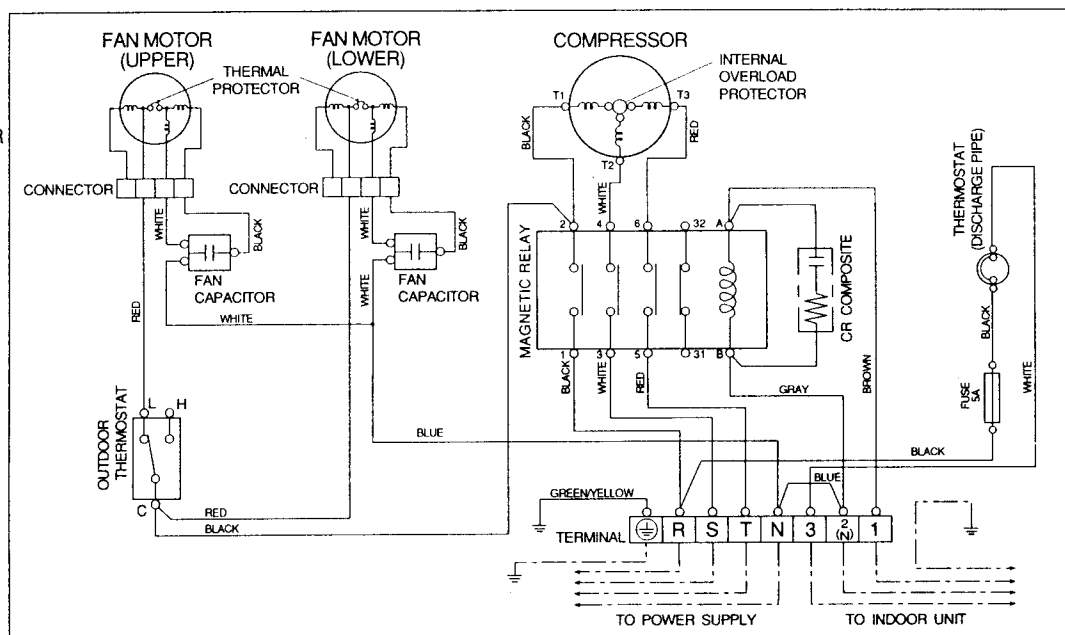 FAN MOTOR
(UPPER)
FAN MOTOR
(LOWER)
COMPRESSOR
THERMAL
PROTECTOR
INTERNAL
OVERLOAD
PROTECTOR
T1
T3
T2
BLACK
RED
WHITE
THERMOSTAT
(DISCHARGE PIPE)
CONNECTOR
CONNECTOR
WHITE
BLACK
WHITE
BLACK
FAN
CAPACITOR
FAN
CAPACITOR
2
4
6
32
A
MAGNETIC RELAY
CR COMPOSITE
1
3
5
31
B
RED
WHITE
WHITE
BLACK
WHITE
RED
GRAY
BROWN
BLACK
FUSE
5A
WHITE
L
H
OUTDOOR
THERMOSTAT
C
BLUE
BLACK
RED
BLACK
GREEN/YELLOW
BLUE
TERMINAL
R
S
T
N
3
2
(N)
1
TO POWER SUPPLY
TO INDOOR UNIT